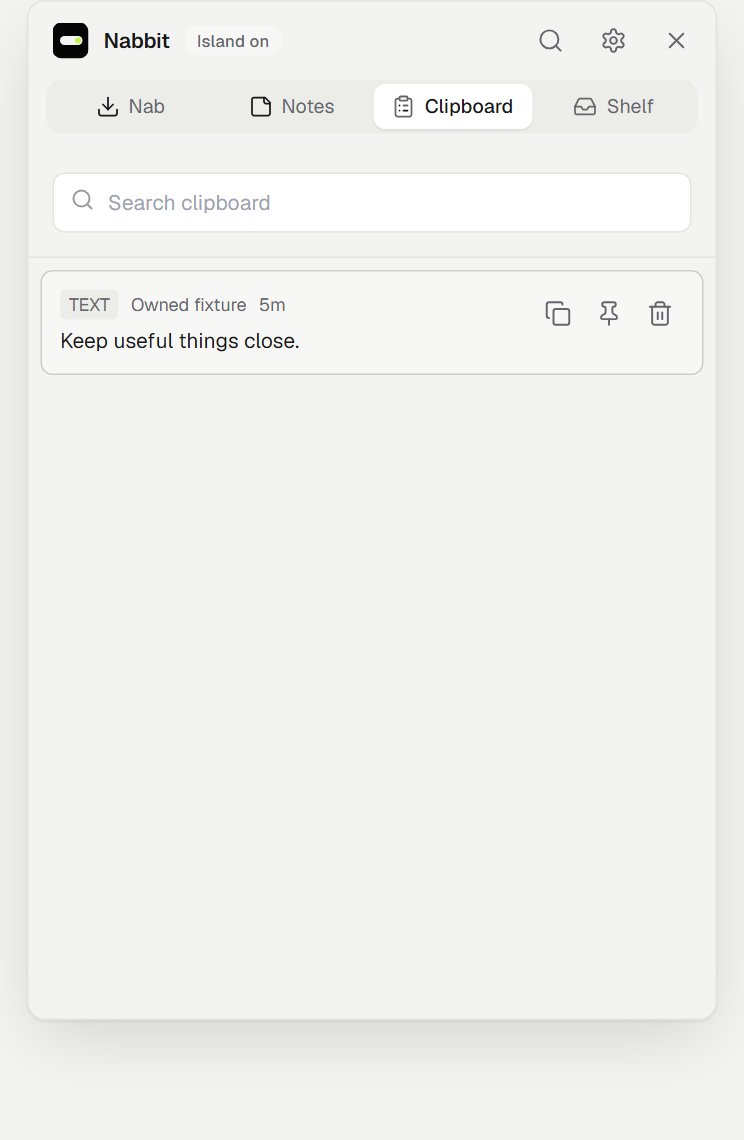 Nabbit Island on
Nab Notes Clipboard Shelf
Search clipboard
TEXT Owned fixture 5m
Keep useful things close.